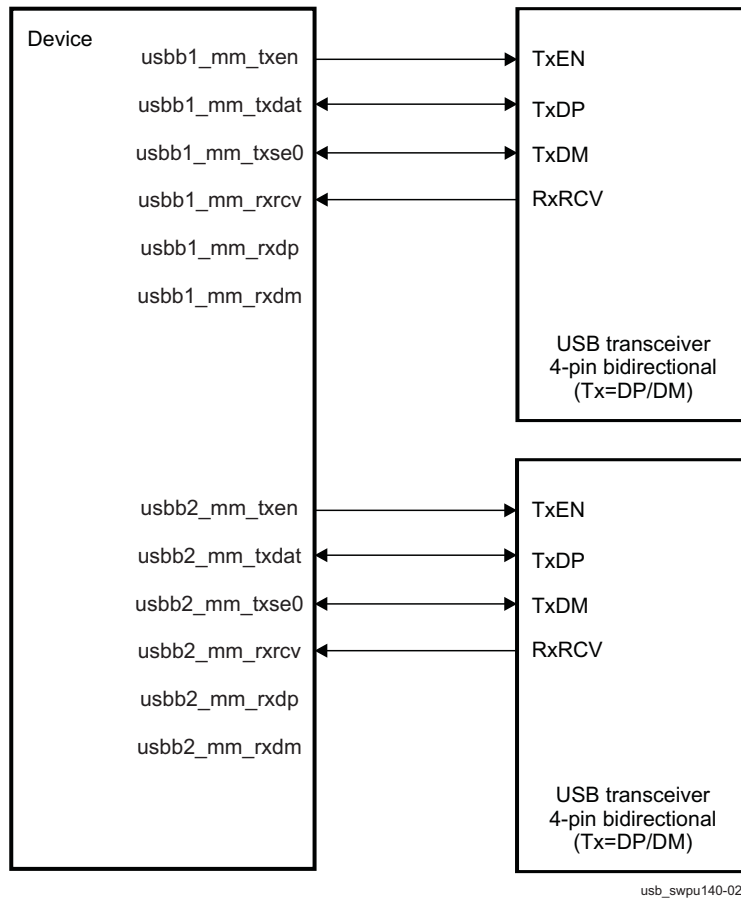 Device
usbb1_mm_txen
TxEN
usbb1_mm_txdat
TxDP
usbb1_mm_txse0
TxDM
usbb1_mm_rxrcv
RxRCV
usbb1_mm_rxdp
usbb1_mm_rxdm
USB transceiver
4-pin bidirectional
(Tx=DP/DM)
usbb2_mm_txen
TxEN
usbb2_mm_txdat
TxDP
usbb2_mm_txse0
TxDM
usbb2_mm_rxrcv
RxRCV
usbb2_mm_rxdp
usbb2_mm_rxdm
USB transceiver
4-pin bidirectional
(Tx=DP/DM)
usb_swpu140-02